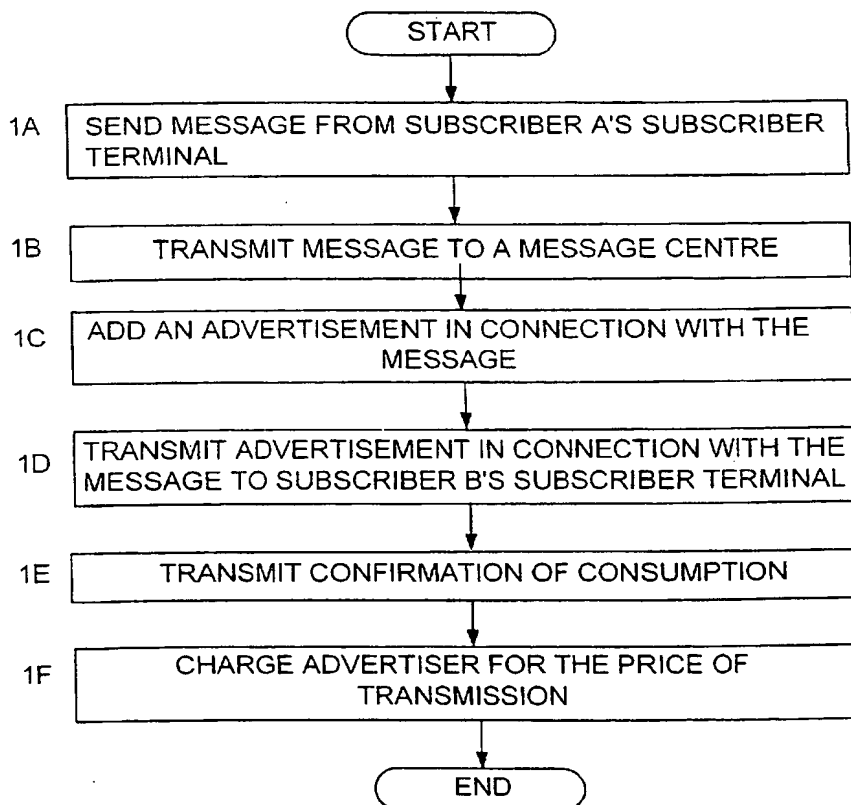 START
1A
SEND MESSAGE FROM SUBSCRIBER A'S SUBSCRIBER
TERMINAL
1B
TRANSMIT MESSAGE TO A MESSAGE CENTRE
1C
ADD AN ADVERTISEMENT IN CONNECTION WITH THE
MESSAGE
1D
TRANSMIT ADVERTISEMENT IN CONNECTION WITH THE
MESSAGE TO SUBSCRIBER B'S SUBSCRIBER TERMINAL
1E
TRANSMIT CONFIRMATION OF CONSUMPTION
1F
CHARGE ADVERTISER FOR THE PRICE OF
TRANSMISSION
END